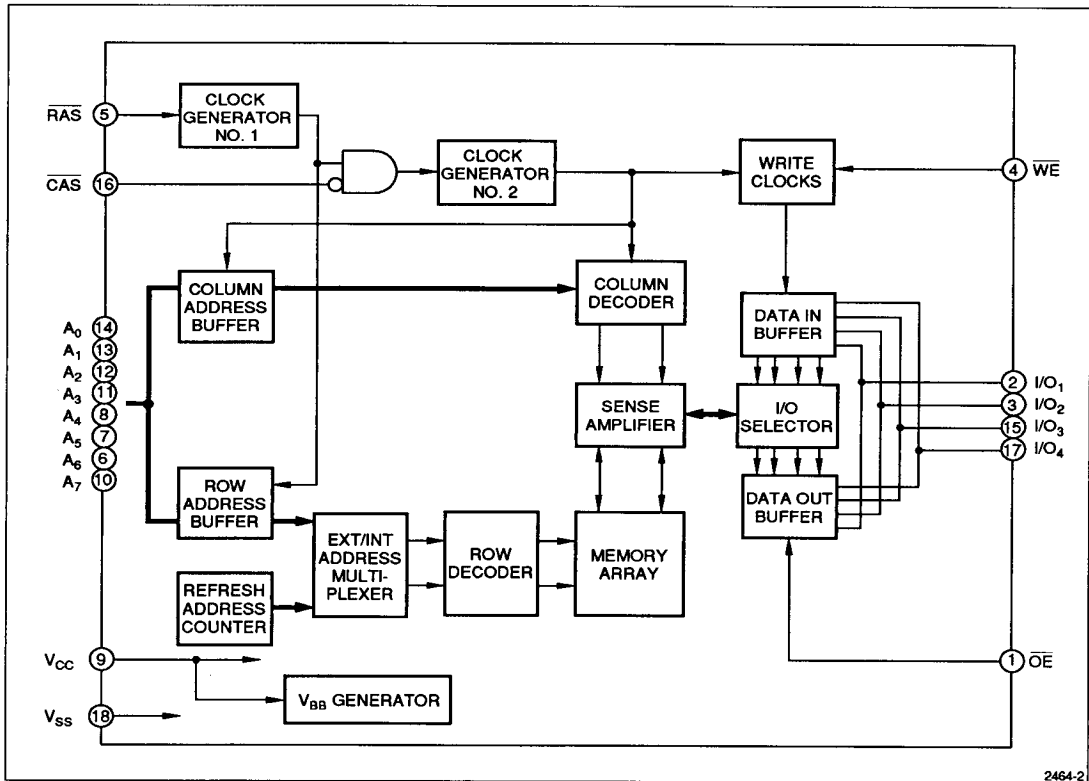 RAS
5
CLOCK
GENERATOR
NO. 1
CAS
16
CLOCK
GENERATOR
NO. 2
WRITE
CLOCKS
4
WE
COLUMN
ADDRESS
BUFFER
COLUMN
DECODER
DATA IN
BUFFER
A0 14
A1 13
A2 12
A3 11
A4 8
A5 7
A6 6
A7 10
SENSE
AMPLIFIER
I/O
SELECTOR
2 I/O1
3 I/O2
15 I/O3
17 I/O4
ROW
ADDRESS
BUFFER
DATA OUT
BUFFER
EXT/INT
ADDRESS
MULTI-
PLEXER
ROW
DECODER
MEMORY
ARRAY
REFRESH
ADDRESS
COUNTER
VCC 9
1 OE
VBB GENERATOR
VSS 18
2464-2